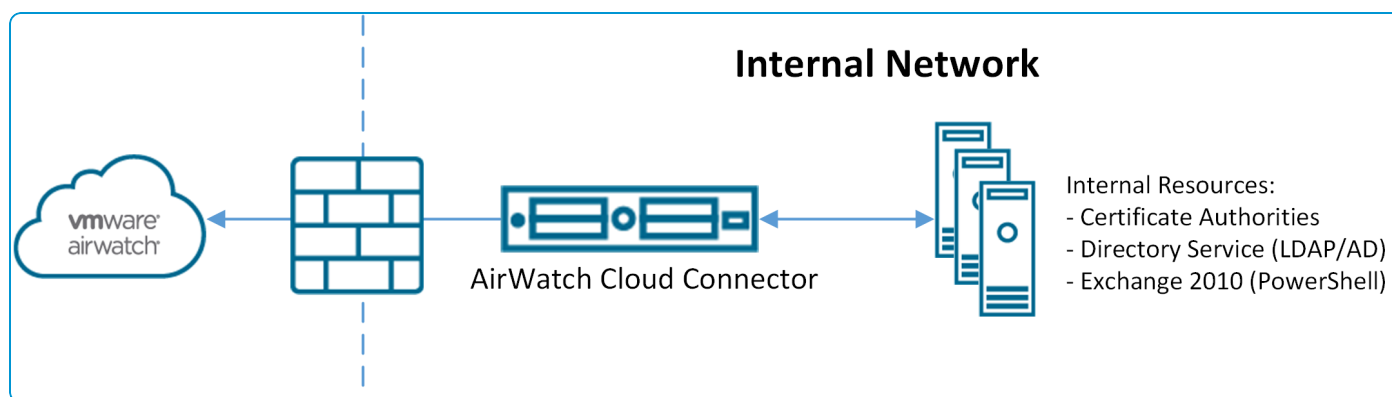 Internal Network
vmware®
airwatch®
AirWatch Cloud Connector
Internal Resources:
- Certificate Authorities
- Directory Service (LDAP/AD)
- Exchange 2010 (PowerShell)